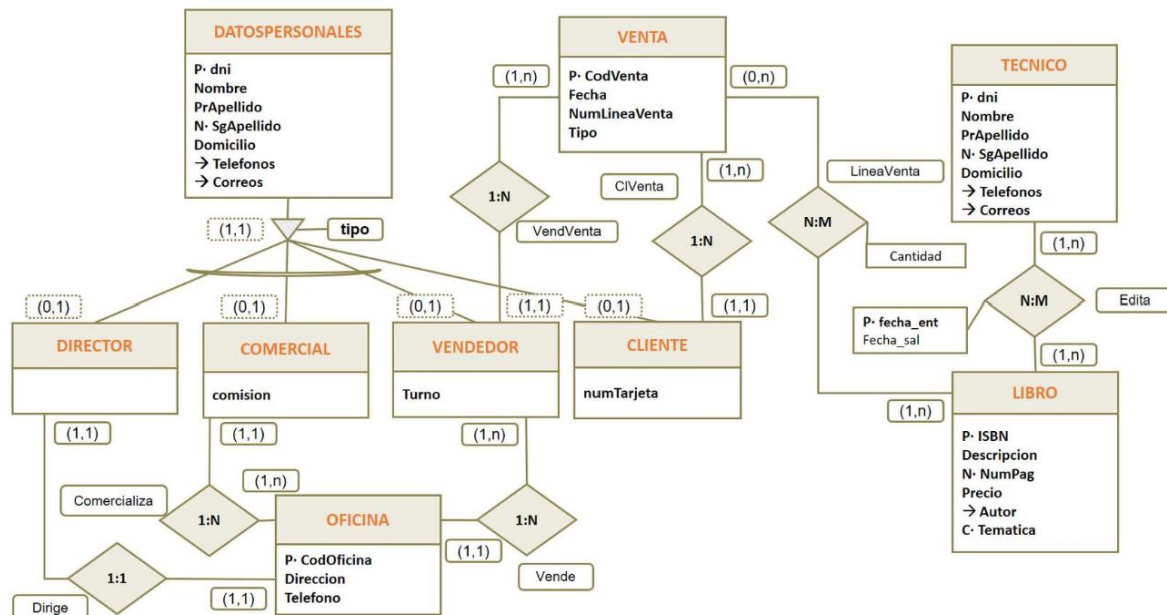 DATOSPERSONALES
P· dni
Nombre
PrApellido
N· SgApellido
Domicilio
→ Telefonos
→ Correos
(1,1)
tipo
VENTA
P· CodVenta
Fecha
NumLineaVenta
Tipo
(1,n)
(0,n)
1:N
VendVenta
ClVenta
(1,n)
1:N
(1,1)
LineaVenta
N:M
Cantidad
TECNICO
P· dni
Nombre
PrApellido
N· SgApellido
Domicilio
→ Telefonos
→ Correos
(1,n)
N:M
Edita
P· fecha_ent
Fecha_sal
(1,n)
(0,1)
(0,1)
(0,1)
(1,1)
(0,1)
DIRECTOR
COMERCIAL
comision
VENDEDOR
Turno
CLIENTE
numTarjeta
LIBRO
P· ISBN
Descripcion
N· NumPag
Precio
→ Autor
C· Tematica
(1,n)
(1,1)
(1,1)
(1,n)
Comercializa
1:N
(1,n)
OFICINA
P· CodOficina
Direccion
Telefono
1:N
(1,1)
Vende
1:1
Dirige
(1,1)